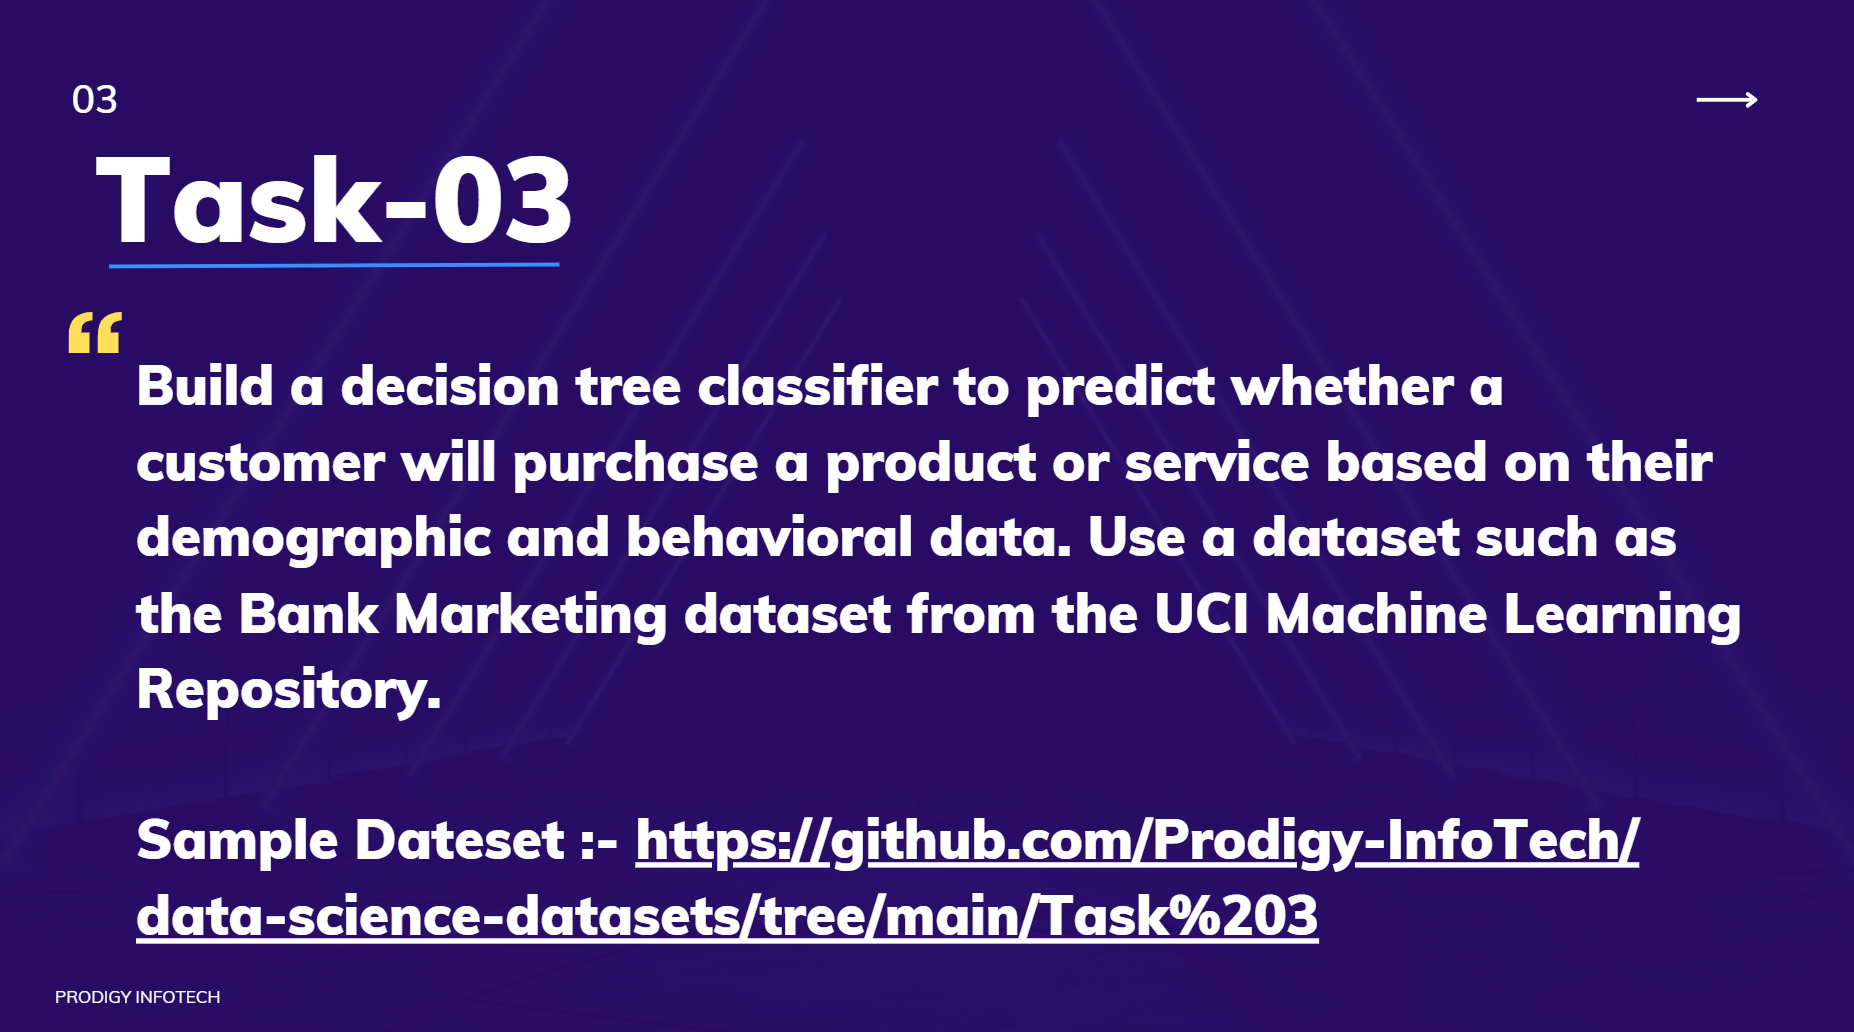 03
Task-03
“
Build a decision tree classifier to predict whether a
customer will purchase a product or service based on their
demographic and behavioral data. Use a dataset such as
the Bank Marketing dataset from the UCI Machine Learning
Repository.
Sample Dateset :- https://github.com/Prodigy-InfoTech/
data-science-datasets/tree/main/Task%203
PRODIGY INFOTECH